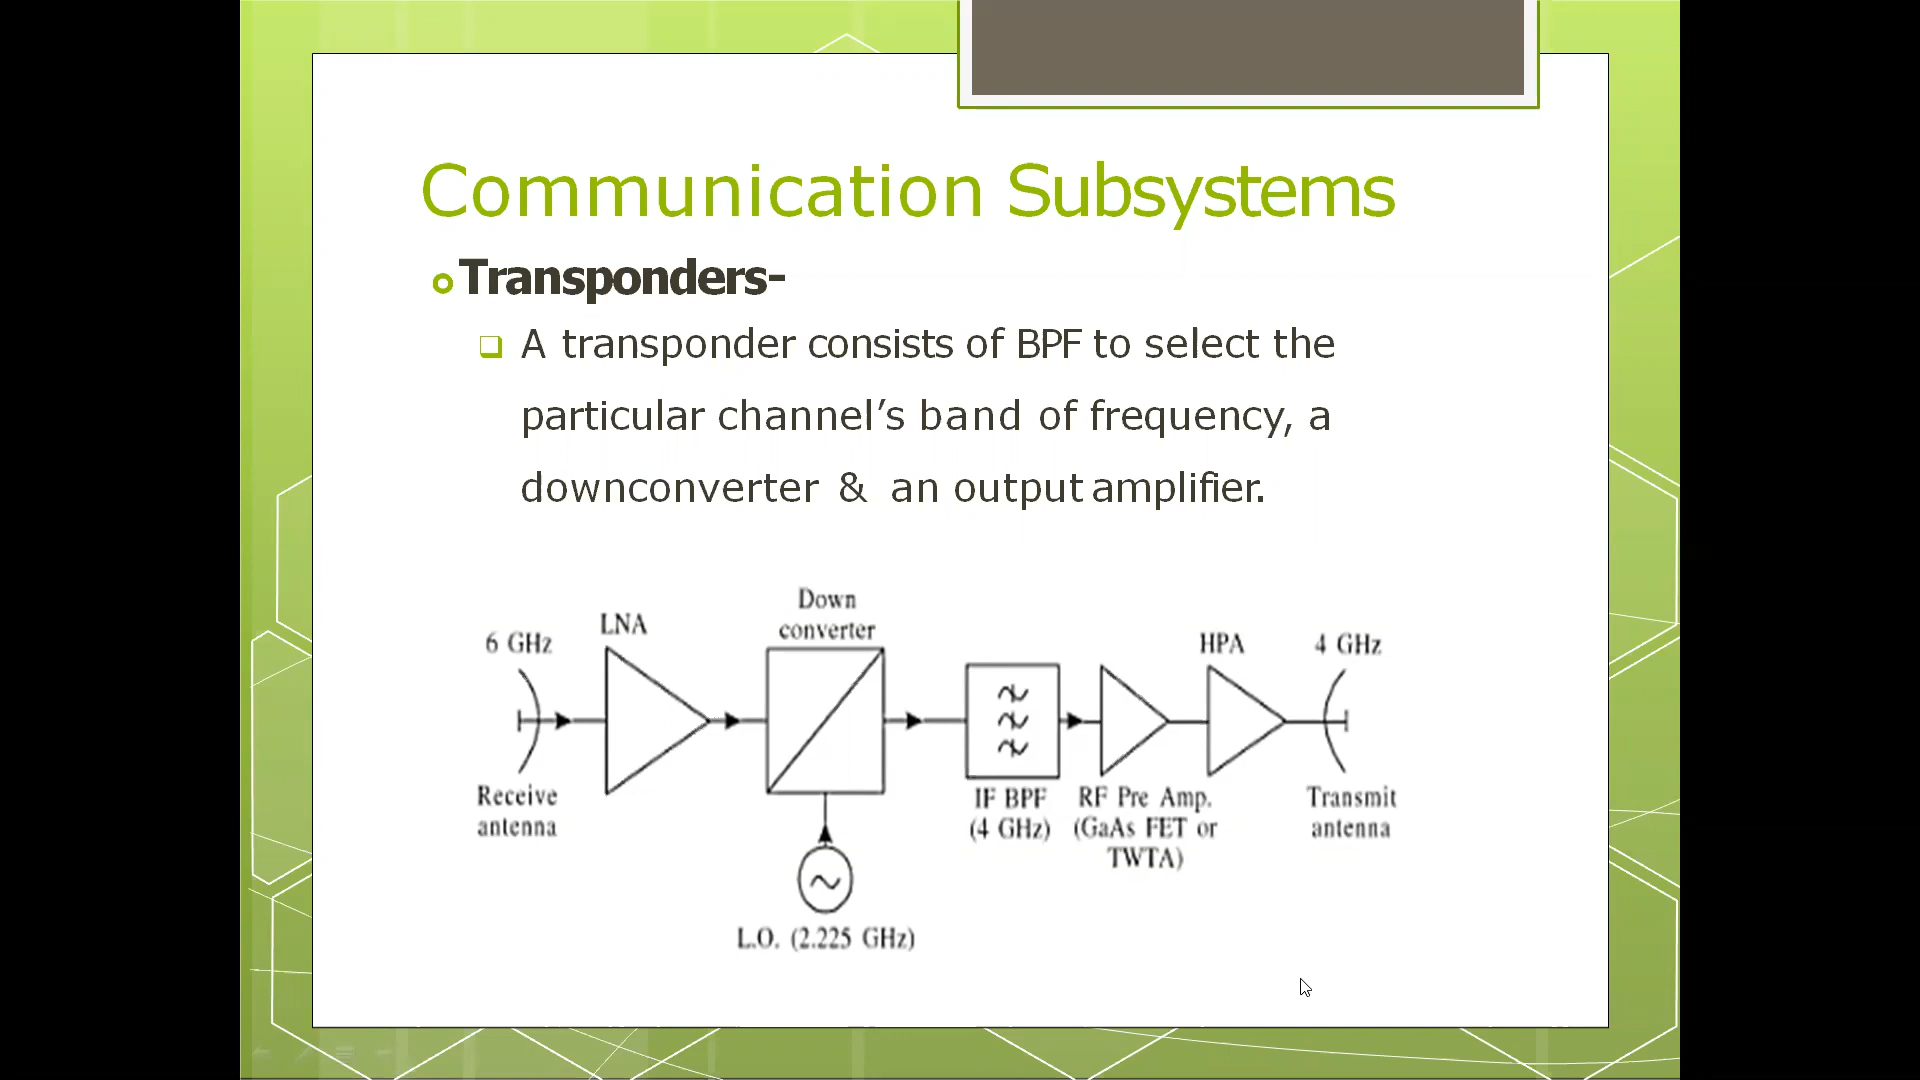 Communication Subsystems
Transponders-
A transponder consists of BPF to select the
particular channel’s band of frequency, a
downconverter & an output amplifier.
Down
converter
LNA
6 GHz
HPA
4 GHz
Receive
antenna
IF BPF
(4 GHz)
RF Pre Amp.
(GaAs FET or
TWTA)
Transmit
antenna
L.O. (2.225 GHz)